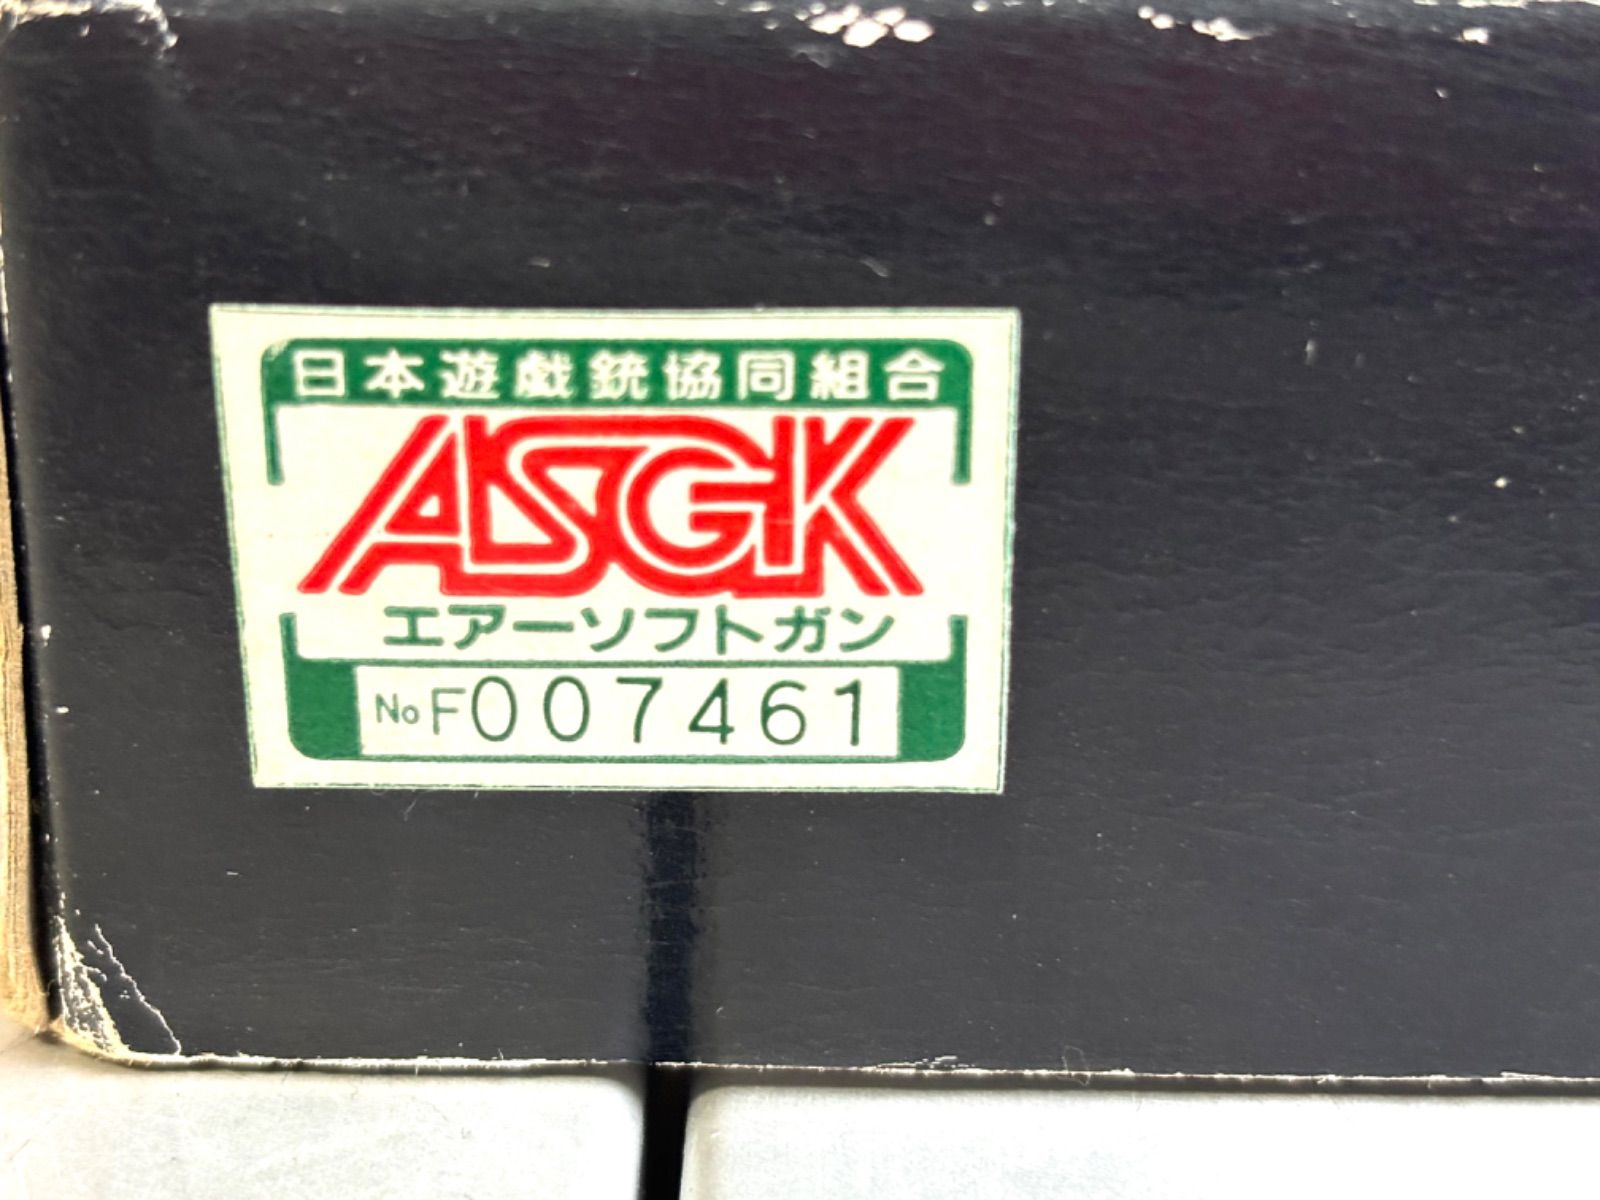 日本遊戯銃協同組合
ASGK
エアーソフトガン
No F007461